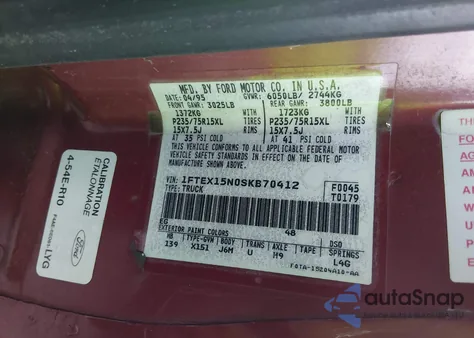 MFD. BY FORD MOTOR CO. IN U.S.A.
DATE: 04/95 GVWR: 6050LB/ 2744KG
FRONT GAWR: 3025LB REAR GAWR: 3800LB
1372KG WITH 1723KG WITH
P235/75R15XL TIRES P235/75R15XL TIRES
15X7.5J RIMS 15X7.5J RIMS
AT 35 PSI COLD AT 41 PSI COLD
THIS VEHICLE CONFORMS TO ALL APPLICABLE FEDERAL MOTOR
VEHICLE SAFETY STANDARDS IN EFFECT ON THE DATE OF
MANUFACTURE SHOWN ABOVE.
VIN: 1FTEX15N0SKB70412 F0045
TYPE: TRUCK T0179
EG 48
EXTERIOR PAINT COLORS DSO
WB TYPE-GVW BODY TRANS AXLE TAPE SPRINGS
139 X151 J6M U H9 L4G
CALIBRATION
ETALONNAGE
4-54E-R10
LYG
Ford
autaSnap